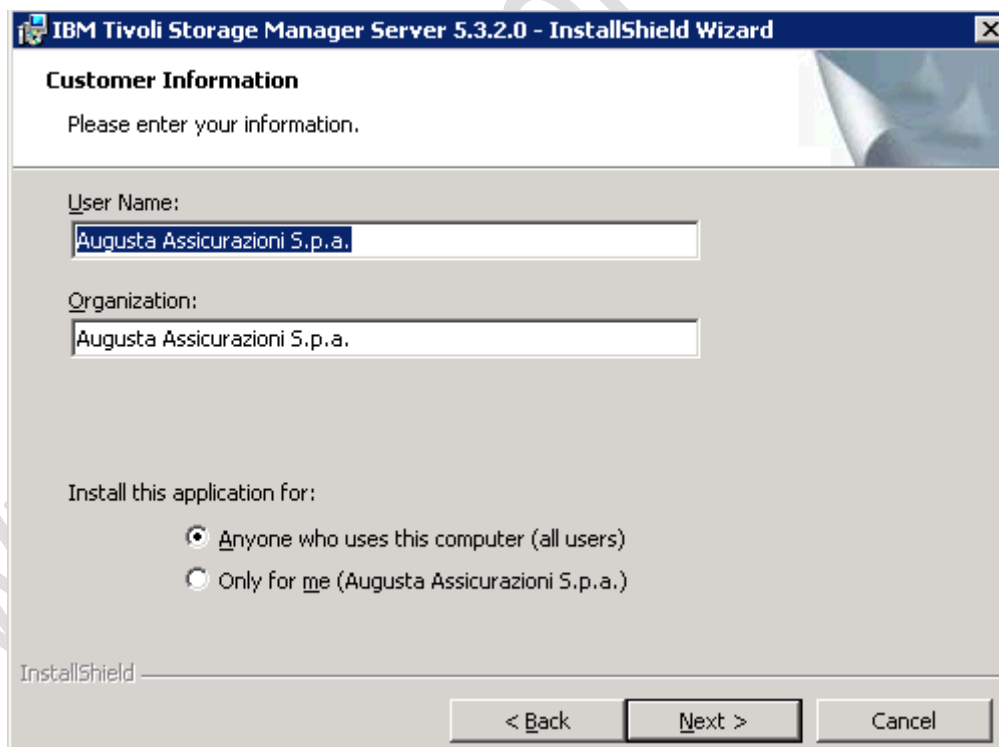 IBM Tivoli Storage Manager Server 5.3.2.0 - InstallShield Wizard
Customer Information
Please enter your information.
User Name:
Augusta Assicurazioni S.p.a.
Organization:
Augusta Assicurazioni S.p.a.
Install this application for:
Anyone who uses this computer (all users)
Only for me (Augusta Assicurazioni S.p.a.)
InstallShield
< Back
Next >
Cancel